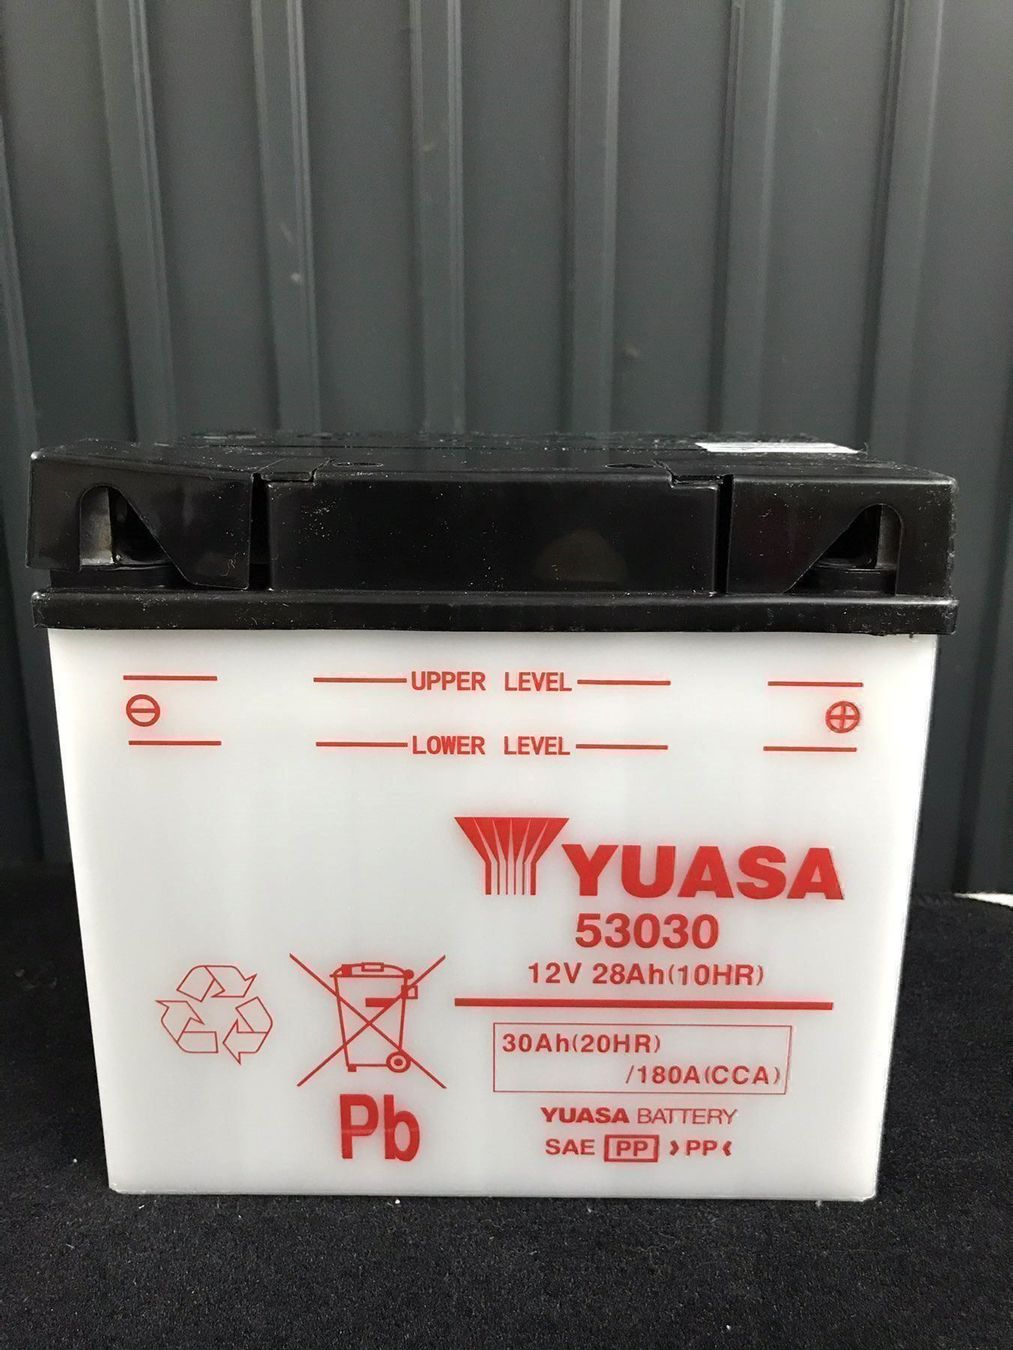 UPPER LEVEL
LOWER LEVEL
YUASA
53030
12V 28Ah(10HR)
30Ah(20HR)
/180A(CCA)
Pb
YUASA BATTERY
SAE PP >PP<